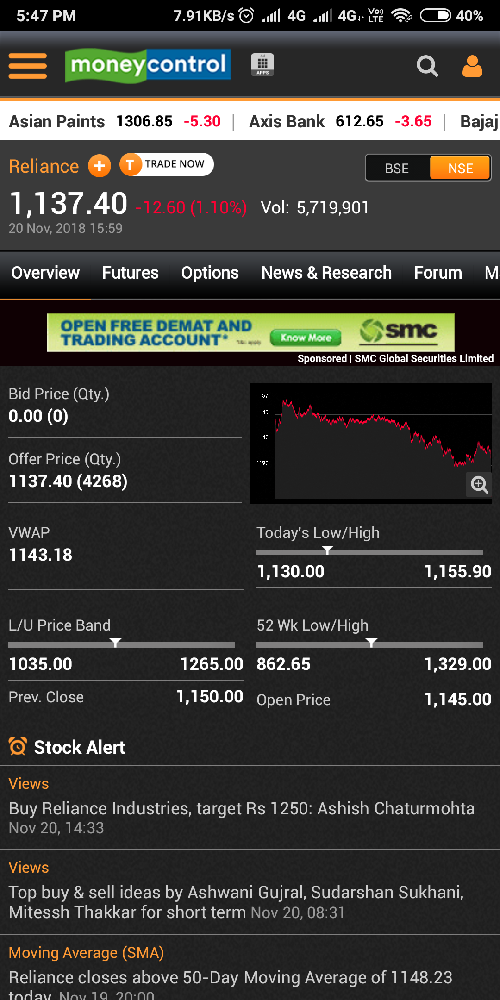 5:47 PM 7.91KB/s 4G 4G Vo)) LTE 40%
moneycontrol Ad APPS
Asian Paints 1306.85 -5.30 | Axis Bank 612.65 -3.65 | Bajaj
Reliance + T TRADE NOW BSE NSE
1,137.40 -12.60 (1.10%) Vol: 5,719,901
20 Nov, 2018 15:59
Overview Futures Options News & Research Forum Ma
OPEN FREE DEMAT AND
TRADING ACCOUNT* Know More smc
Sponsored | SMC Global Securities Limited
Bid Price (Qty.)
0.00 (0)
Offer Price (Qty.)
1137.40 (4268)
1157
1149
1140
VWAP
1143.18
Today's Low/High
1,130.00 1,155.90
L/U Price Band
1035.00 1265.00
Prev. Close 1,150.00
52 Wk Low/High
862.65 1,329.00
Open Price 1,145.00
Stock Alert
Views
Buy Reliance Industries, target Rs 1250: Ashish Chaturmohta
Nov 20, 14:33
Views
Top buy & sell ideas by Ashwani Gujral, Sudarshan Sukhani,
Mitessh Thakkar for short term Nov 20, 08:31
Moving Average (SMA)
Reliance closes above 50-Day Moving Average of 1148.23
today. Nov 19, 20:00